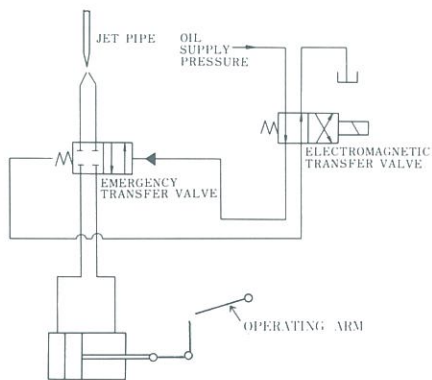 JET PIPE
OIL
SUPPLY
PRESSURE
ELECTROMAGNETIC
TRANSFER VALVE
EMERGENCY
TRANSFER VALVE
OPERATING ARM